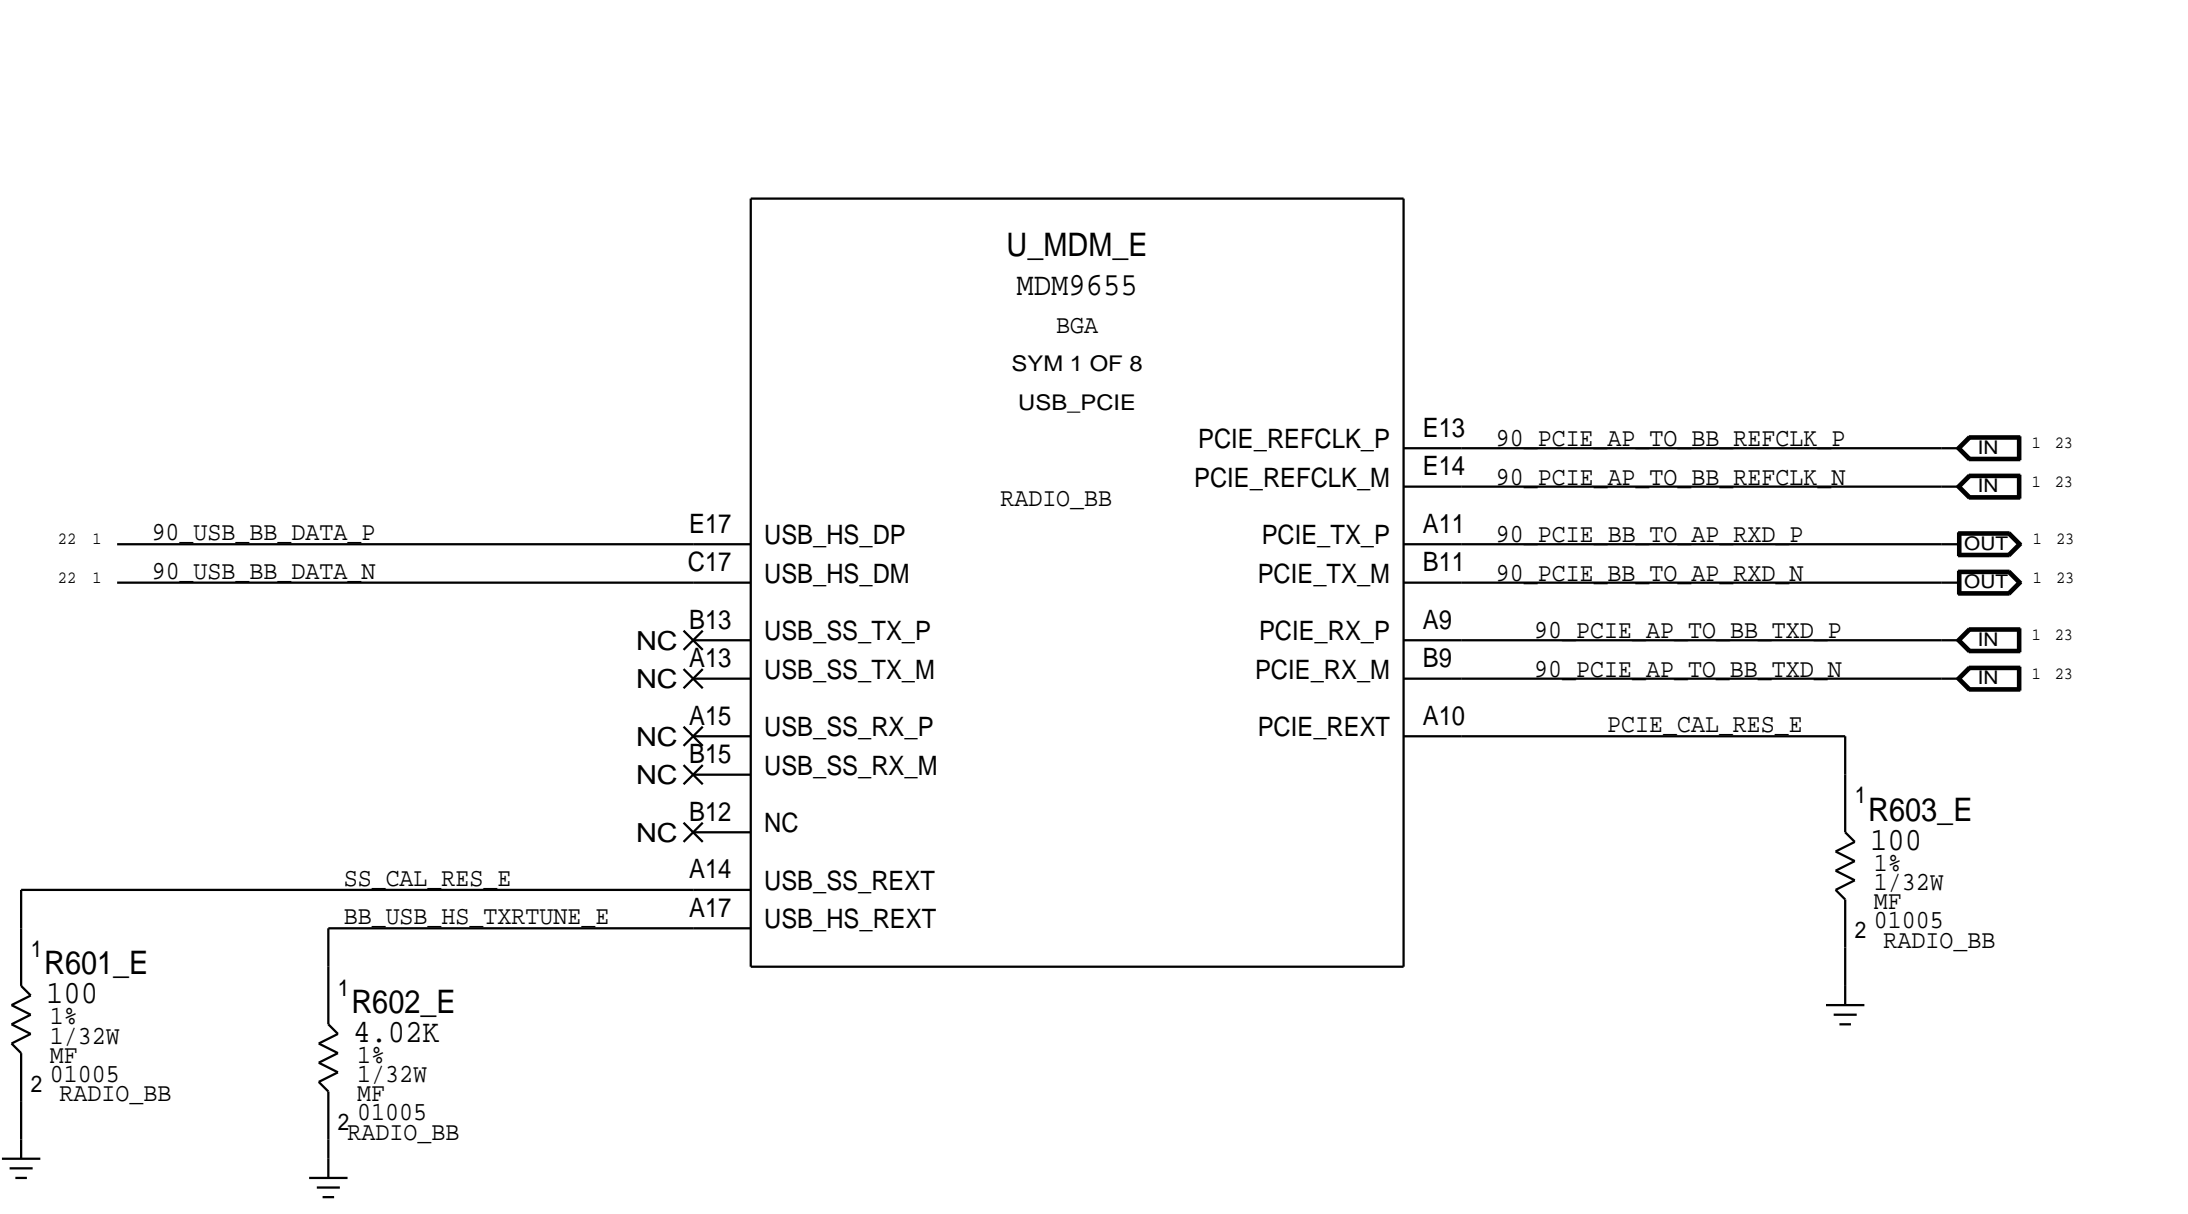 U_MDM_E
MDM9655
BGA
SYM 1 OF 8
USB_PCIE
RADIO_BB
22 1 90_USB_BB_DATA_P E17 USB_HS_DP
22 1 90_USB_BB_DATA_N C17 USB_HS_DM
NC B13 USB_SS_TX_P
NC A13 USB_SS_TX_M
NC A15 USB_SS_RX_P
NC B15 USB_SS_RX_M
NC B12 NC
SS_CAL_RES_E A14 USB_SS_REXT
BB_USB_HS_TXRTUNE_E A17 USB_HS_REXT
PCIE_REFCLK_P E13 90_PCIE_AP_TO_BB_REFCLK_P IN 1 23
PCIE_REFCLK_M E14 90_PCIE_AP_TO_BB_REFCLK_N IN 1 23
PCIE_TX_P A11 90_PCIE_BB_TO_AP_RXD_P OUT 1 23
PCIE_TX_M B11 90_PCIE_BB_TO_AP_RXD_N OUT 1 23
PCIE_RX_P A9 90_PCIE_AP_TO_BB_TXD_P IN 1 23
PCIE_RX_M B9 90_PCIE_AP_TO_BB_TXD_N IN 1 23
PCIE_REXT A10 PCIE_CAL_RES_E
1
R601_E
100
1%
1/32W
MF
01005
2
RADIO_BB
1
R602_E
4.02K
1%
1/32W
MF
01005
2
RADIO_BB
1
R603_E
100
1%
1/32W
MF
01005
2
RADIO_BB